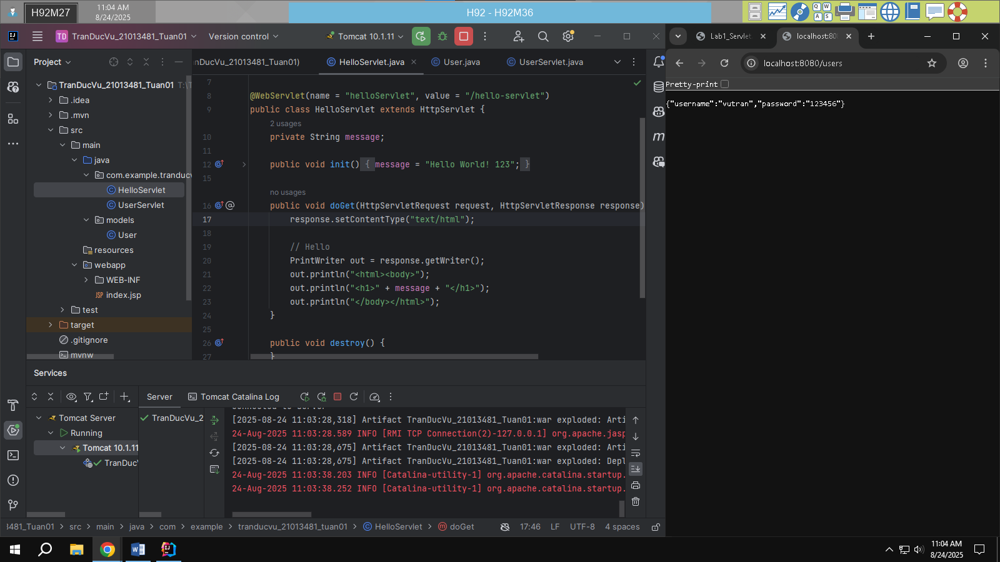 H92M27
11:04 AM
8/24/2025
H92 - H92M36
Q W
A S
TD TranDucVu_21013481_Tuan01
Version control
Tomcat 10.1.11
Lab1_Servlet
localhost:808
Project
nDucVu_21013481_Tuan01)
HelloServlet.java
User.java
UserServlet.java
localhost:8080/users
Pretty-print
{"username":"vutran","password":"123456"}
TranDucVu_21013481_Tuan01
.idea
.mvn
src
main
java
com.example.tranducv
HelloServlet
UserServlet
models
User
resources
webapp
WEB-INF
index.jsp
test
target
.gitignore
mvnw
7
8 @WebServlet(name = "helloServlet", value = "/hello-servlet")
9 public class HelloServlet extends HttpServlet {
2 usages
10 private String message;
11
12 public void init() { message = "Hello World! 123"; }
15
no usages
16 public void doGet(HttpServletRequest request, HttpServletResponse response)
17 response.setContentType("text/html");
18
19 // Hello
20 PrintWriter out = response.getWriter();
21 out.println("<html><body>");
22 out.println("<h1>" + message + "</h1>");
23 out.println("</body></html>");
24 }
25
26 public void destroy() {
27 }
Services
Server
Tomcat Catalina Log
Tomcat Server
Running
Tomcat 10.1.11
TranDucV
TranDucVu_2
Connected to server
[2025-08-24 11:03:28,318] Artifact TranDucVu_21013481_Tuan01:war exploded: Arti
24-Aug-2025 11:03:28.589 INFO [RMI TCP Connection(2)-127.0.0.1] org.apache.jasp
[2025-08-24 11:03:28,675] Artifact TranDucVu_21013481_Tuan01:war exploded: Arti
[2025-08-24 11:03:28,675] Artifact TranDucVu_21013481_Tuan01:war exploded: Depl
24-Aug-2025 11:03:38.203 INFO [Catalina-utility-1] org.apache.catalina.startup.
24-Aug-2025 11:03:38.252 INFO [Catalina-utility-1] org.apache.catalina.startup.
3481_Tuan01 > src > main > java > com > example > tranducvu_21013481_tuan01 > HelloServlet > doGet
17:46 LF UTF-8 4 spaces
11:04 AM
8/24/2025